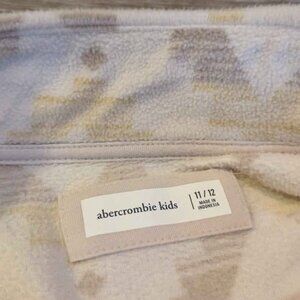 abercrombie kids
11 / 12
MADE IN
INDONESIA